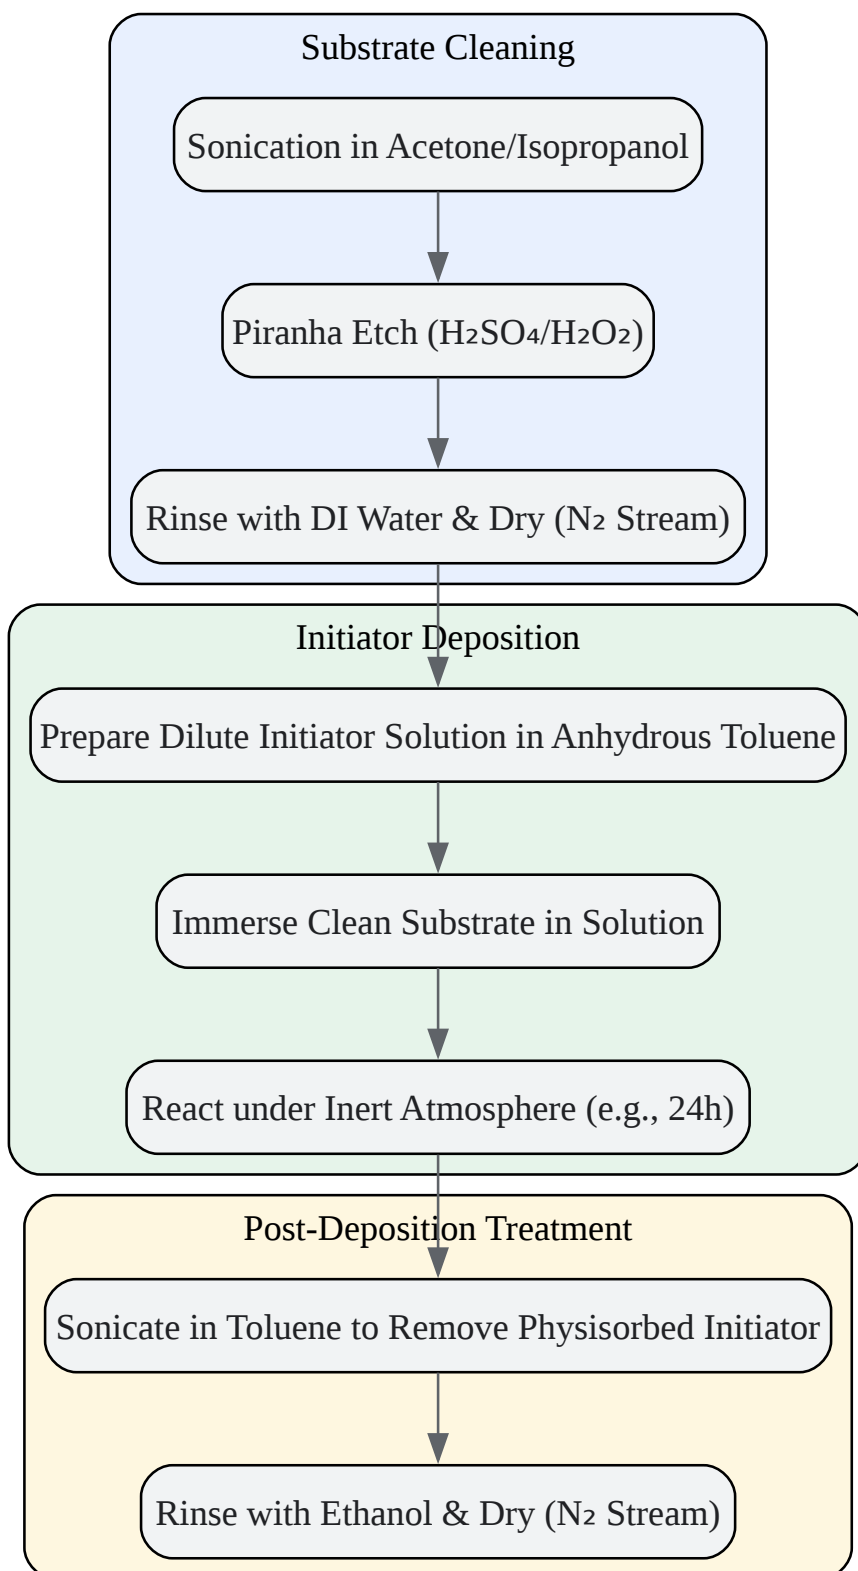 Substrate Cleaning
Sonication in Acetone/Isopropanol
Piranha Etch (H₂SO₄/H₂O₂)
Rinse with DI Water & Dry (N₂ Stream)
Initiator Deposition
Prepare Dilute Initiator Solution in Anhydrous Toluene
Immerse Clean Substrate in Solution
React under Inert Atmosphere (e.g., 24h)
Post-Deposition Treatment
Sonicate in Toluene to Remove Physisorbed Initiator
Rinse with Ethanol & Dry (N₂ Stream)